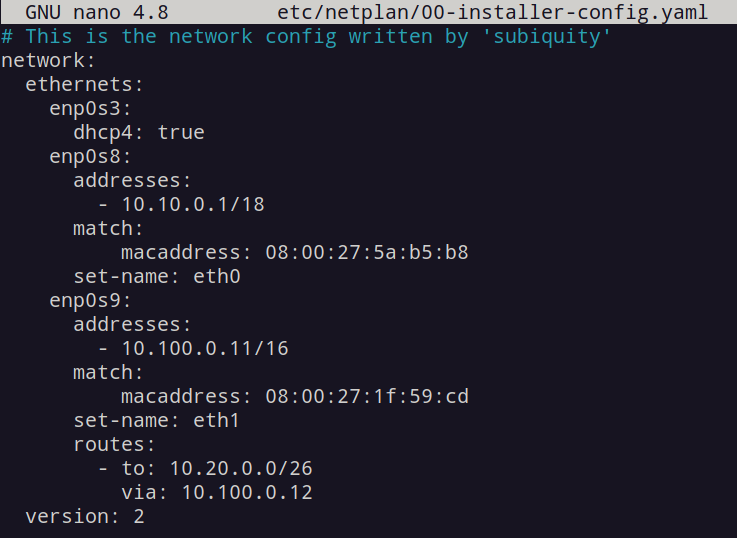 GNU nano 4.8 etc/netplan/00-installer-config.yaml
# This is the network config written by 'subiquity'
network:
  ethernets:
    enp0s3:
      dhcp4: true
    enp0s8:
      addresses:
        - 10.10.0.1/18
      match:
          macaddress: 08:00:27:5a:b5:b8
      set-name: eth0
    enp0s9:
      addresses:
        - 10.100.0.11/16
      match:
          macaddress: 08:00:27:1f:59:cd
      set-name: eth1
      routes:
        - to: 10.20.0.0/26
          via: 10.100.0.12
  version: 2